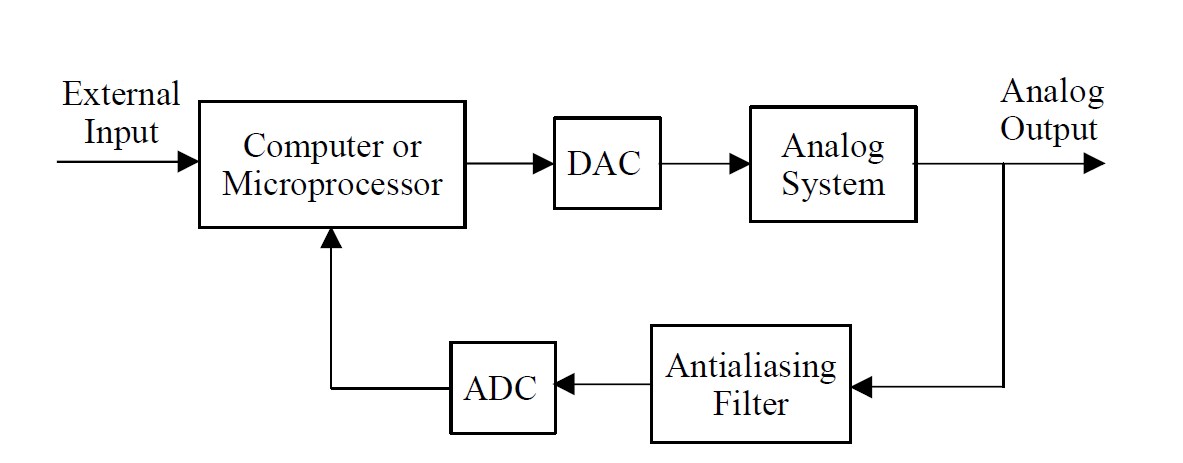 External
Input
Computer or
Microprocessor
DAC
Analog
System
Analog
Output
ADC
Antialiasing
Filter